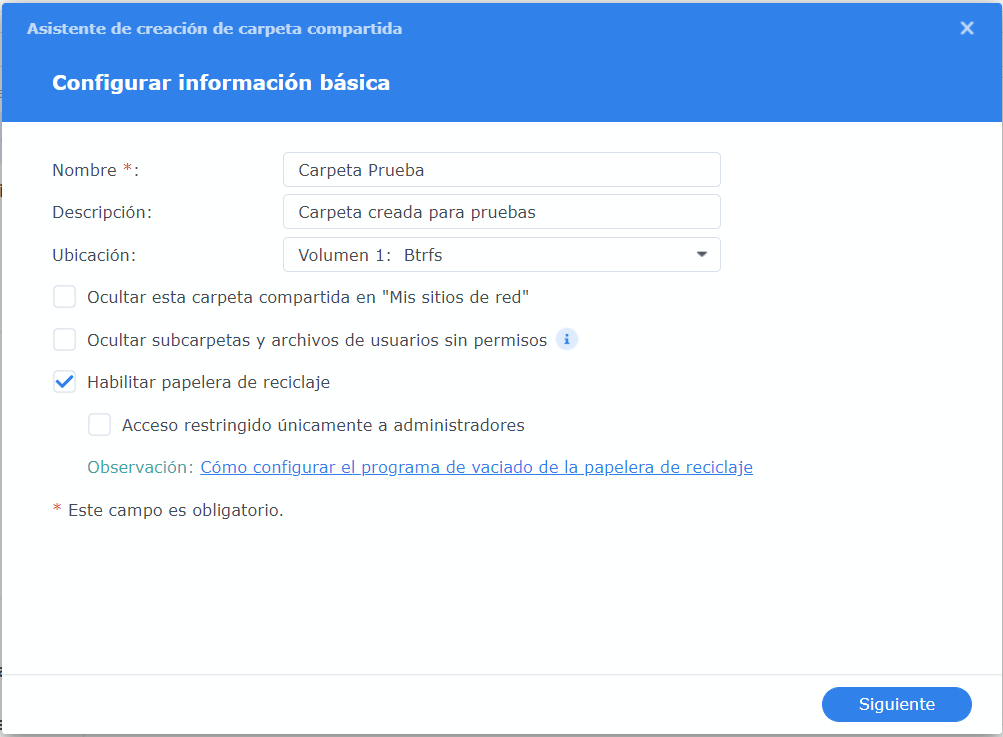 Asistente de creación de carpeta compartida
Configurar información básica
Nombre *: Carpeta Prueba
Descripción: Carpeta creada para pruebas
Ubicación: Volumen 1: Btrfs
Ocultar esta carpeta compartida en "Mis sitios de red"
Ocultar subcarpetas y archivos de usuarios sin permisos
Habilitar papelera de reciclaje
Acceso restringido únicamente a administradores
Observación: Cómo configurar el programa de vaciado de la papelera de reciclaje
* Este campo es obligatorio.
Siguiente